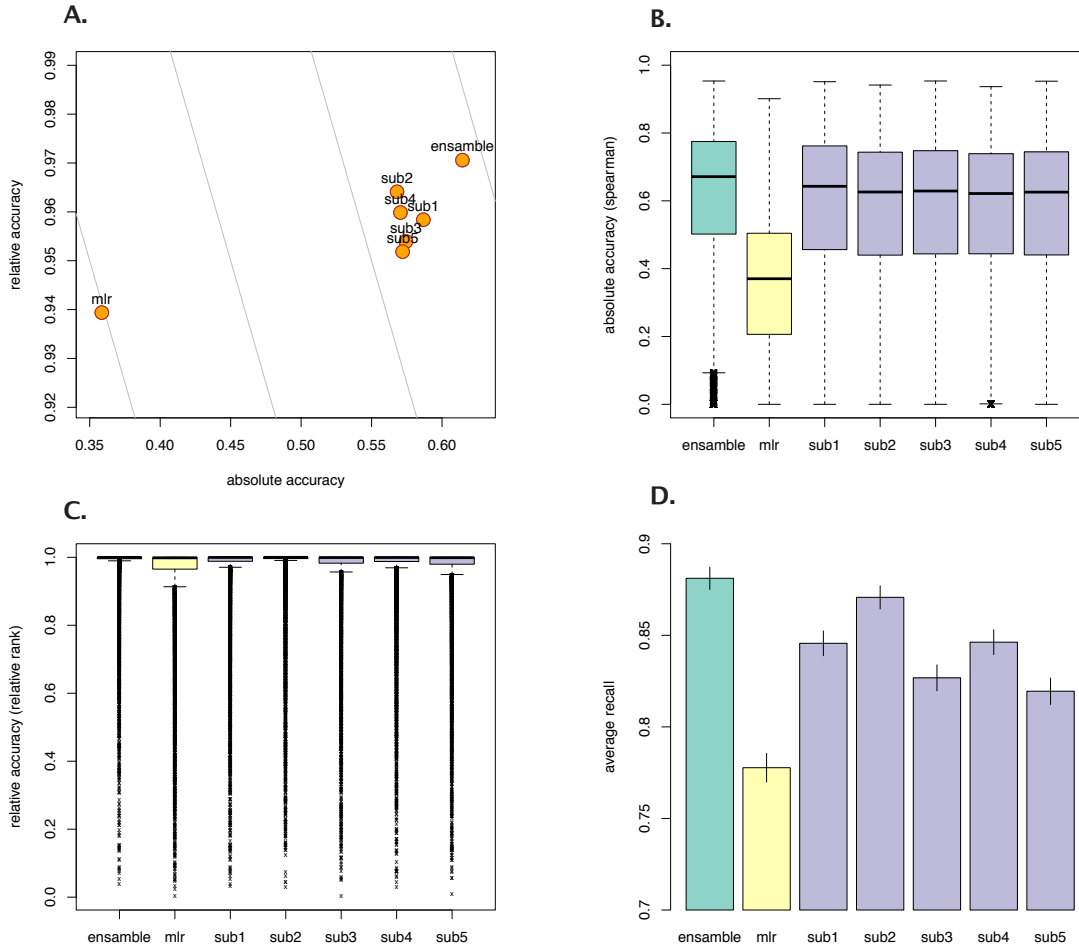 A.
relative accuracy
0.99
0.98
0.97
0.96
0.95
0.94
0.93
0.92
ensamble
sub2
sub4
sub1
sub3
sub5
mlr
0.35 0.40 0.45 0.50 0.55 0.60
absolute accuracy
B.
absolute accuracy (spearman)
1.0
0.8
0.6
0.4
0.2
0.0
ensamble mlr sub1 sub2 sub3 sub4 sub5
C.
relative accuracy (relative rank)
1.0
0.8
0.6
0.4
0.2
0.0
ensamble mlr sub1 sub2 sub3 sub4 sub5
D.
average recall
0.9
0.85
0.8
0.75
0.7
ensamble mlr sub1 sub2 sub3 sub4 sub5